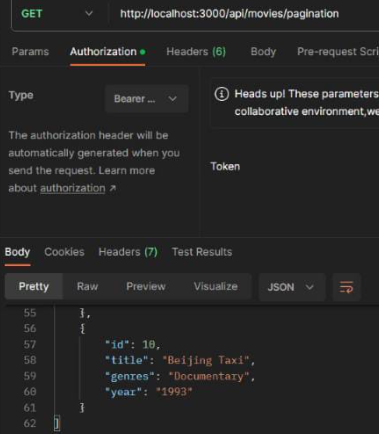 GET http://localhost:3000/api/movies/pagination
Params Authorization Headers (6) Body Pre-request Scri
Type Bearer ...
Heads up! These parameters
collaborative environment,we
The authorization header will be
automatically generated when you
send the request. Learn more
about authorization ↗
Token
Body Cookies Headers (7) Test Results
Pretty Raw Preview Visualize JSON
55 },
56 {
57 "id": 10,
58 "title": "Beijing Taxi",
59 "genres": "Documentary",
60 "year": "1993"
61 }
62 ]